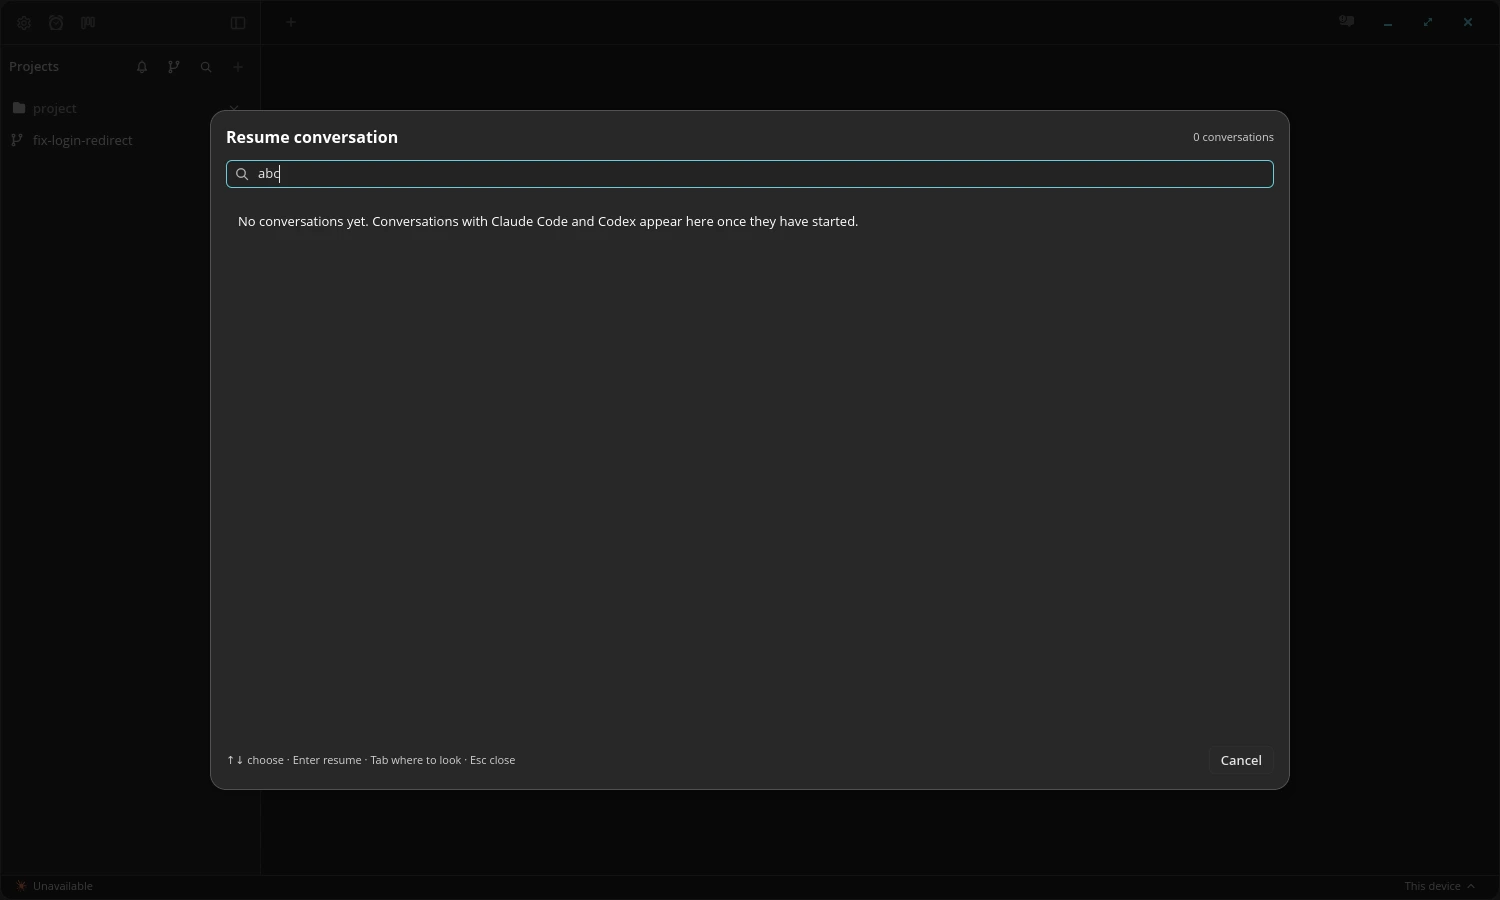 Projects
project
fix-login-redirect
Resume conversation
0 conversations
abc
No conversations yet. Conversations with Claude Code and Codex appear here once they have started.
↑↓ choose · Enter resume · Tab where to look · Esc close
Cancel
Unavailable
This device